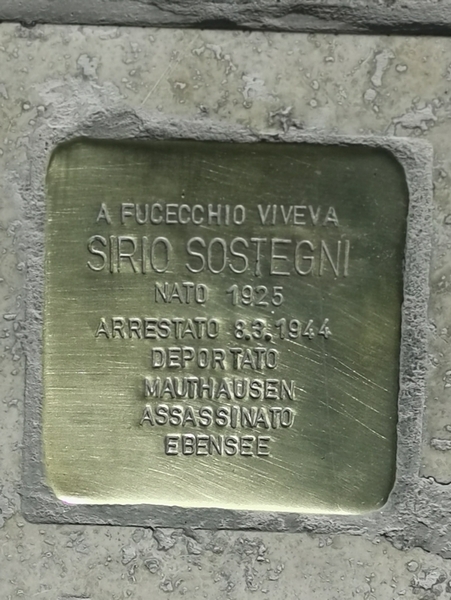 A FUCECCHIO VIVEVA
SIRIO SOSTEGNI
NATO 1925
ARRESTATO 8.3.1944
DEPORTATO
MAUTHAUSEN
ASSASSINATO
EBENSEE